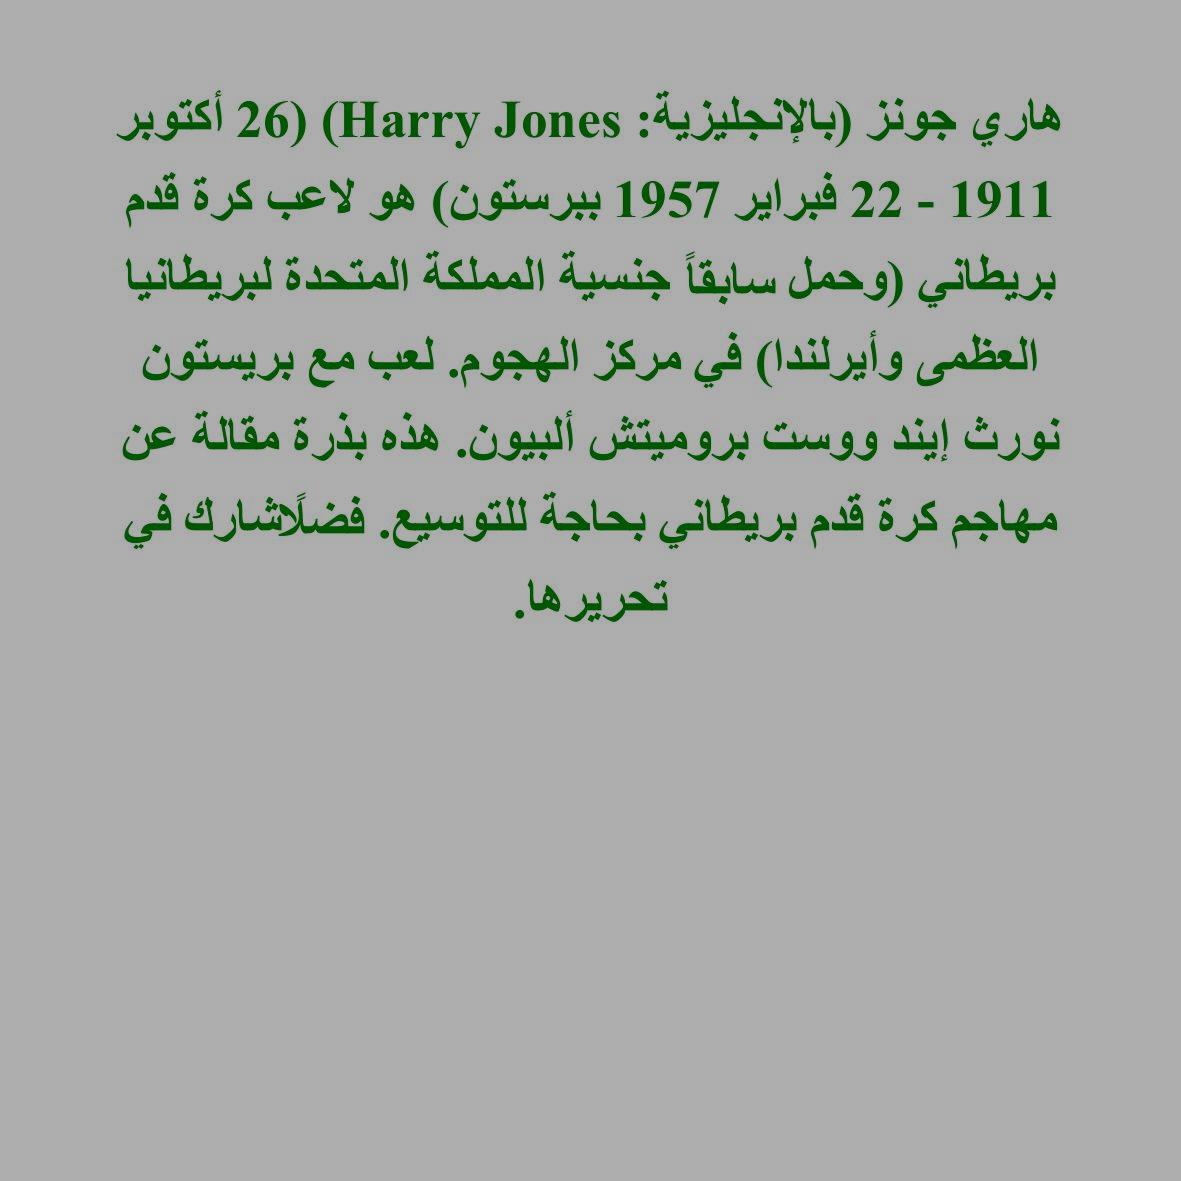 هاري جونز (بالإنجليزية: Harry Jones) (26 أكتوبر
1911 - 22 فبراير 1957 ببرستون) هو لاعب كرة قدم
بريطاني (وحمل سابقاً جنسية المملكة المتحدة لبريطانيا
العظمى وأيرلندا) في مركز الهجوم. لعب مع بريستون
نورث إيند ووست بروميتش ألبيون. هذه بذرة مقالة عن
مهاجم كرة قدم بريطاني بحاجة للتوسيع. فضلًاشارك في
تحريرها.